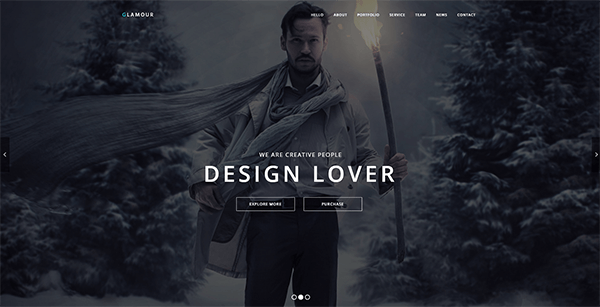 GLAMOUR
HELLO ABOUT PORTFOLIO SERVICE TEAM NEWS CONTACT
WE ARE CREATIVE PEOPLE
DESIGN LOVER
EXPLORE MORE PURCHASE